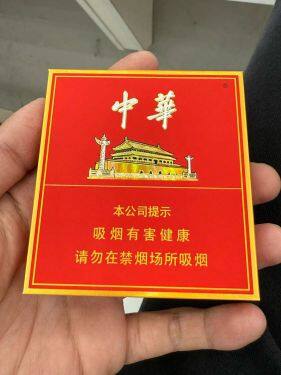 中華
本公司提示
吸烟有害健康
请勿在禁烟场所吸烟